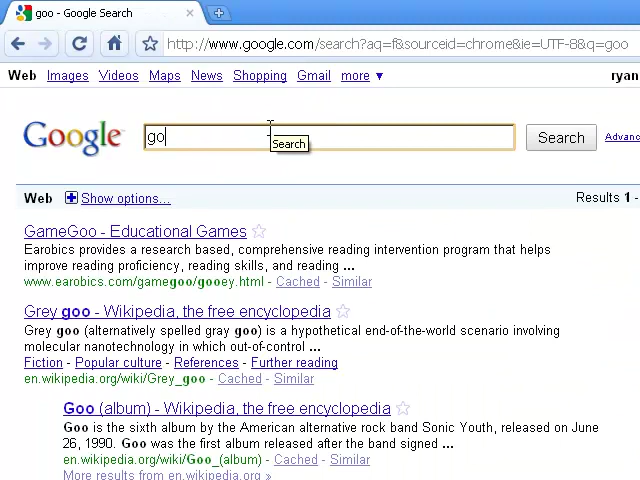 goo - Google Search
http://www.google.com/search?aq=f&sourceid=chrome&ie=UTF-8&q=goo
Web Images Videos Maps News Shopping Gmail more ▼ ryan
Google go Search Advanc
Search
Web Show options... Results 1 -
GameGoo - Educational Games
Earobics provides a research based, comprehensive reading intervention program that helps
improve reading proficiency, reading skills, and reading ...
www.earobics.com/gamegoo/gooey.html - Cached - Similar
Grey goo - Wikipedia, the free encyclopedia
Grey goo (alternatively spelled gray goo) is a hypothetical end-of-the-world scenario involving
molecular nanotechnology in which out-of-control ...
Fiction - Popular culture - References - Further reading
en.wikipedia.org/wiki/Grey_goo - Cached - Similar
Goo (album) - Wikipedia, the free encyclopedia
Goo is the sixth album by the American alternative rock band Sonic Youth, released on June
26, 1990. Goo was the first album released after the band signed ...
en.wikipedia.org/wiki/Goo_(album) - Cached - Similar
More results from en.wikipedia.org »